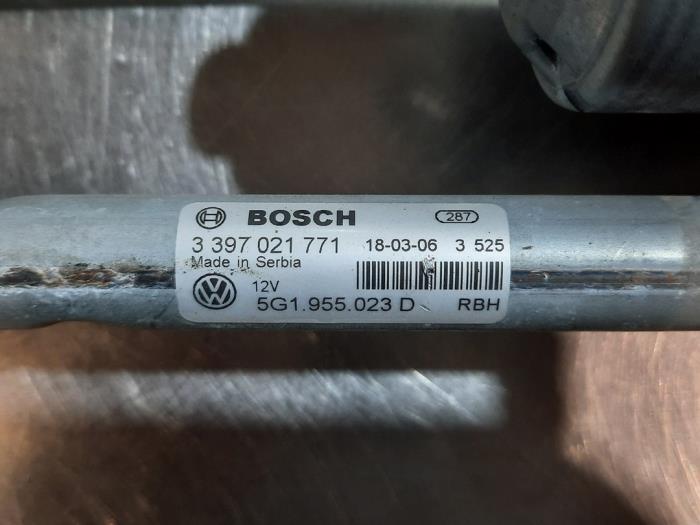 BOSCH 287
3 397 021 771 18-03-06 3 525
Made in Serbia
12V
5G1.955.023 D RBH